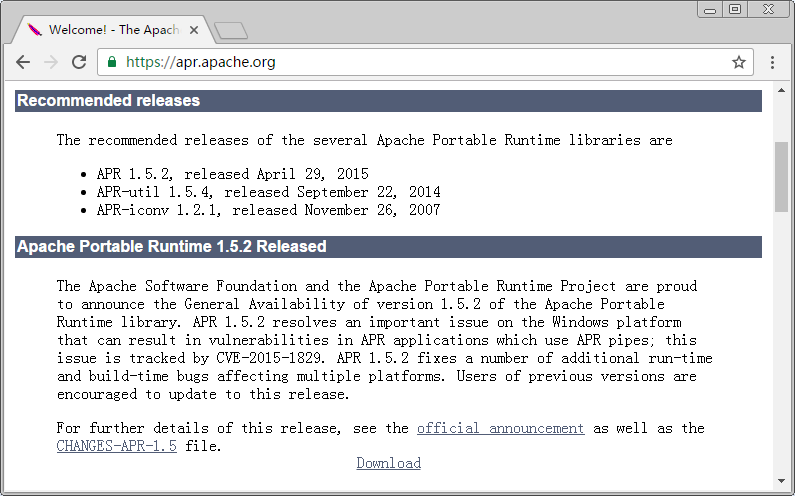 Welcome! - The Apach
https://apr.apache.org
Recommended releases
The recommended releases of the several Apache Portable Runtime libraries are
• APR 1.5.2, released April 29, 2015
• APR-util 1.5.4, released September 22, 2014
• APR-iconv 1.2.1, released November 26, 2007
Apache Portable Runtime 1.5.2 Released
The Apache Software Foundation and the Apache Portable Runtime Project are proud
to announce the General Availability of version 1.5.2 of the Apache Portable
Runtime library. APR 1.5.2 resolves an important issue on the Windows platform
that can result in vulnerabilities in APR applications which use APR pipes; this
issue is tracked by CVE-2015-1829. APR 1.5.2 fixes a number of additional run-time
and build-time bugs affecting multiple platforms. Users of previous versions are
encouraged to update to this release.
For further details of this release, see the official announcement as well as the
CHANGES-APR-1.5 file.
Download